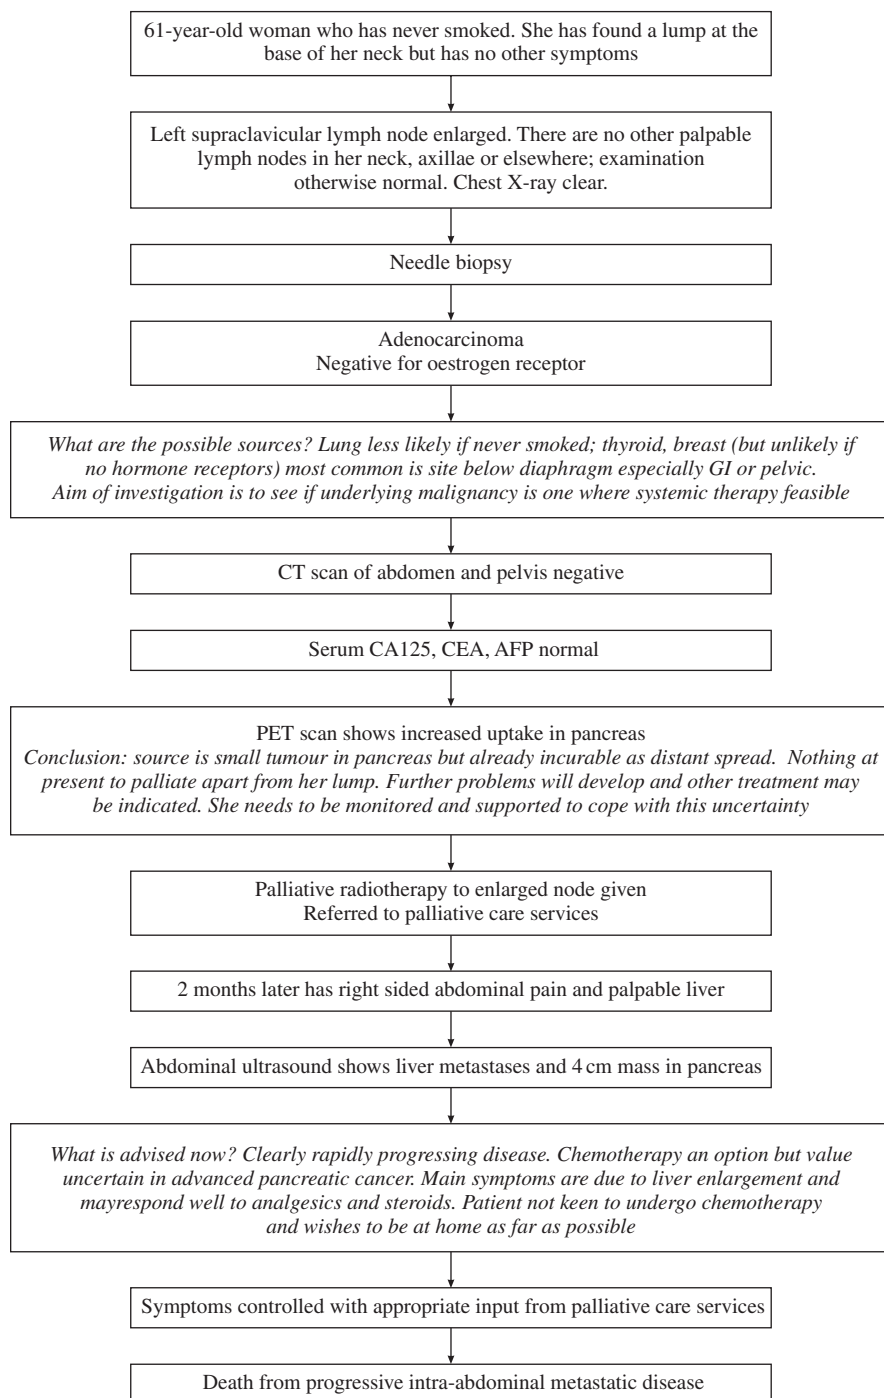 61-year-old woman who has never smoked. She has found a lump at the
base of her neck but has no other symptoms
Left supraclavicular lymph node enlarged. There are no other palpable
lymph nodes in her neck, axillae or elsewhere; examination
otherwise normal. Chest X-ray clear.
Needle biopsy
Adenocarcinoma
Negative for oestrogen receptor
What are the possible sources? Lung less likely if never smoked; thyroid, breast (but unlikely if
no hormone receptors) most common is site below diaphragm especially GI or pelvic.
Aim of investigation is to see if underlying malignancy is one where systemic therapy feasible
CT scan of abdomen and pelvis negative
Serum CA125, CEA, AFP normal
PET scan shows increased uptake in pancreas
Conclusion: source is small tumour in pancreas but already incurable as distant spread. Nothing at
present to palliate apart from her lump. Further problems will develop and other treatment may
be indicated. She needs to be monitored and supported to cope with this uncertainty
Palliative radiotherapy to enlarged node given
Referred to palliative care services
2 months later has right sided abdominal pain and palpable liver
Abdominal ultrasound shows liver metastases and 4 cm mass in pancreas
What is advised now? Clearly rapidly progressing disease. Chemotherapy an option but value
uncertain in advanced pancreatic cancer. Main symptoms are due to liver enlargement and
mayrespond well to analgesics and steroids. Patient not keen to undergo chemotherapy
and wishes to be at home as far as possible
Symptoms controlled with appropriate input from palliative care services
Death from progressive intra-abdominal metastatic disease